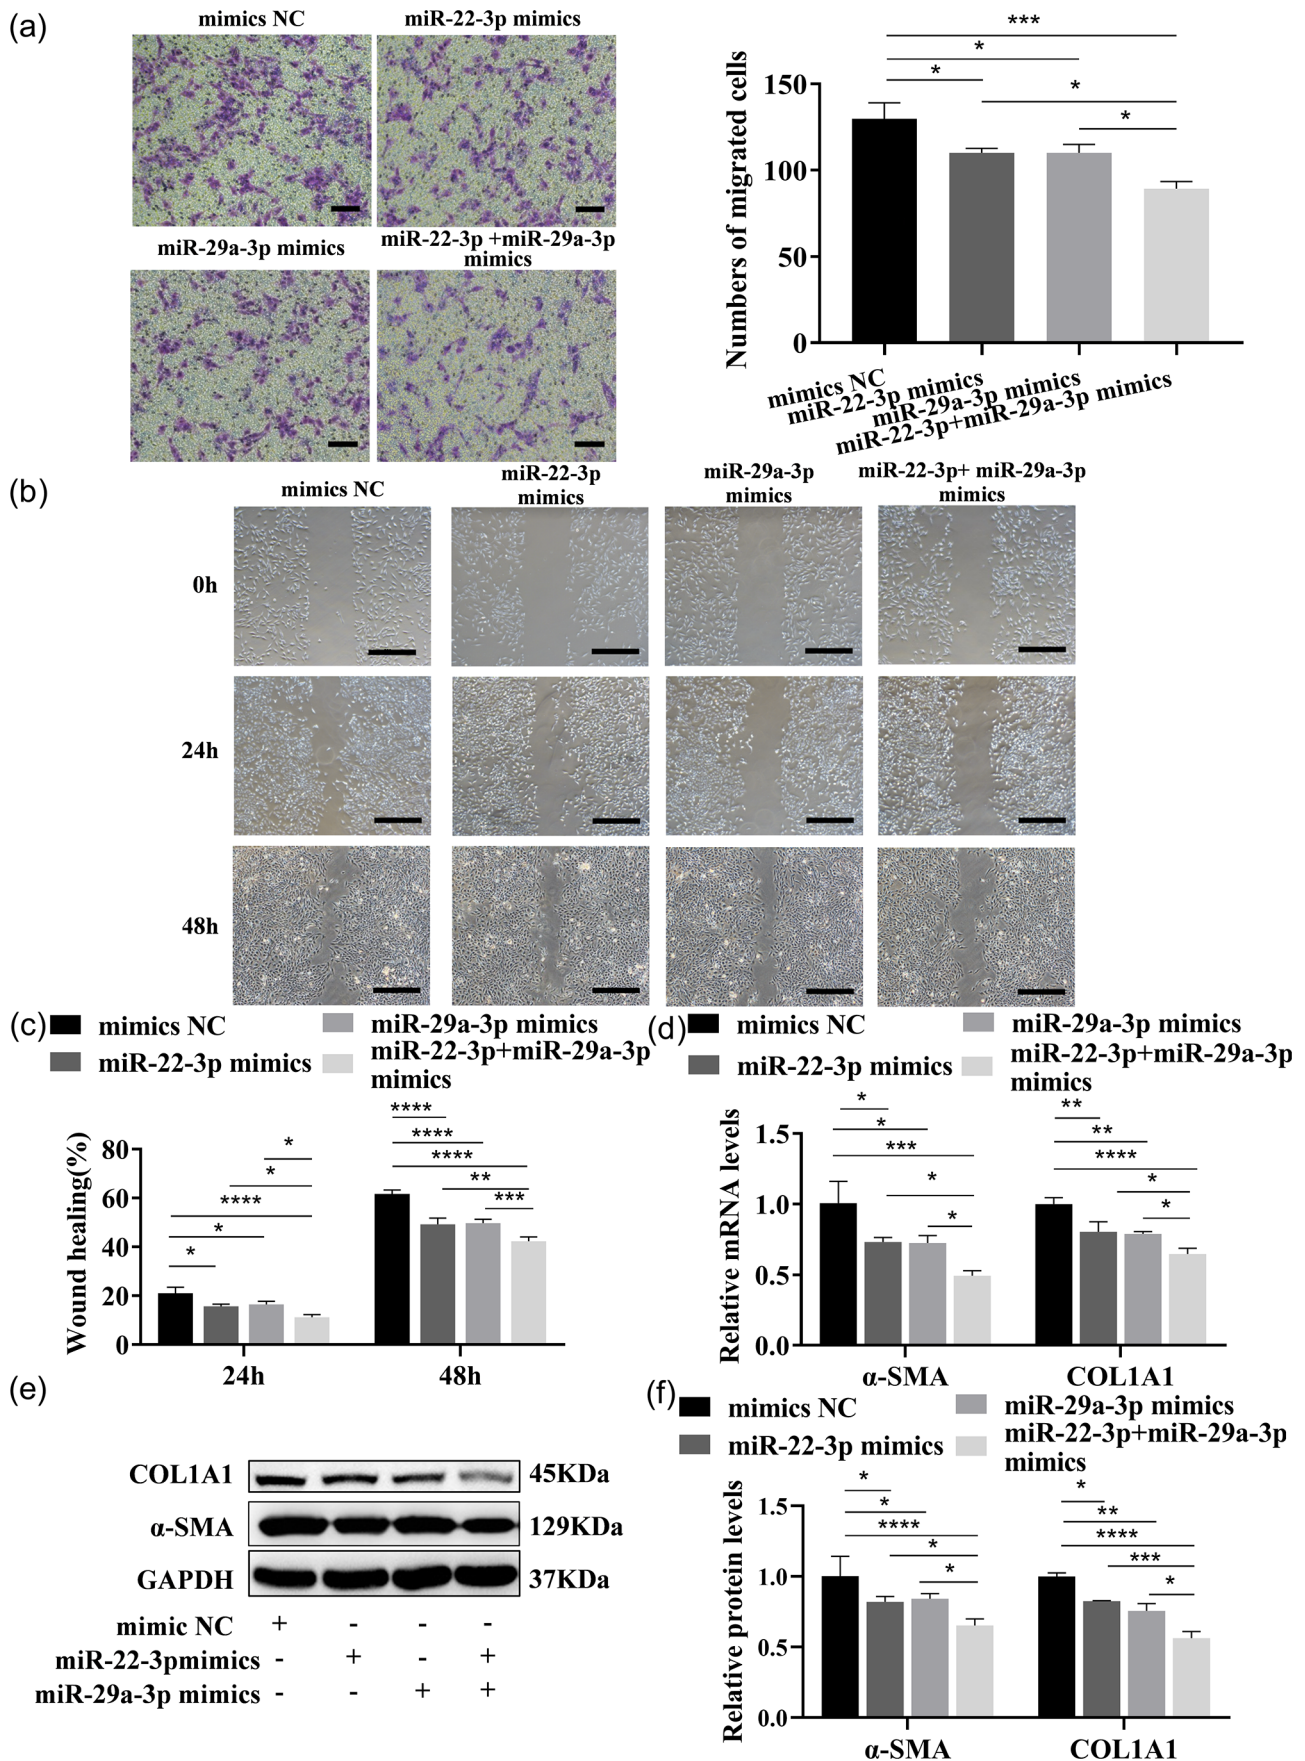 (a)
mimics NC
miR-22-3p mimics
miR-29a-3p mimics
miR-22-3p +miR-29a-3p
mimics
***
*
*
*
*
Numbers of migrated cells
150
100
50
0
mimics NC
miR-22-3p mimics
miR-29a-3p mimics
miR-22-3p+miR-29a-3p mimics
(b)
mimics NC
miR-22-3p
mimics
miR-29a-3p
mimics
miR-22-3p+ miR-29a-3p
mimics
0h
24h
48h
(c)
mimics NC
miR-29a-3p mimics
miR-22-3p mimics
miR-22-3p+miR-29a-3p
mimics
Wound healing(%)
80
60
40
20
0
*
*
****
*
*
****
****
****
**
***
24h
48h
(d)
mimics NC
miR-29a-3p mimics
miR-22-3p mimics
miR-22-3p+miR-29a-3p
mimics
Relative mRNA levels
1.5
1.0
0.5
0.0
*
*
***
*
*
**
**
****
*
*
α-SMA
COL1A1
(e)
COL1A1
45KDa
α-SMA
129KDa
GAPDH
37KDa
mimic NC + - - -
miR-22-3pmimics - + - +
miR-29a-3p mimics - - + +
(f)
mimics NC
miR-29a-3p mimics
miR-22-3p mimics
miR-22-3p+miR-29a-3p
mimics
Relative protein levels
1.5
1.0
0.5
0.0
*
*
****
*
*
*
**
****
***
*
α-SMA
COL1A1